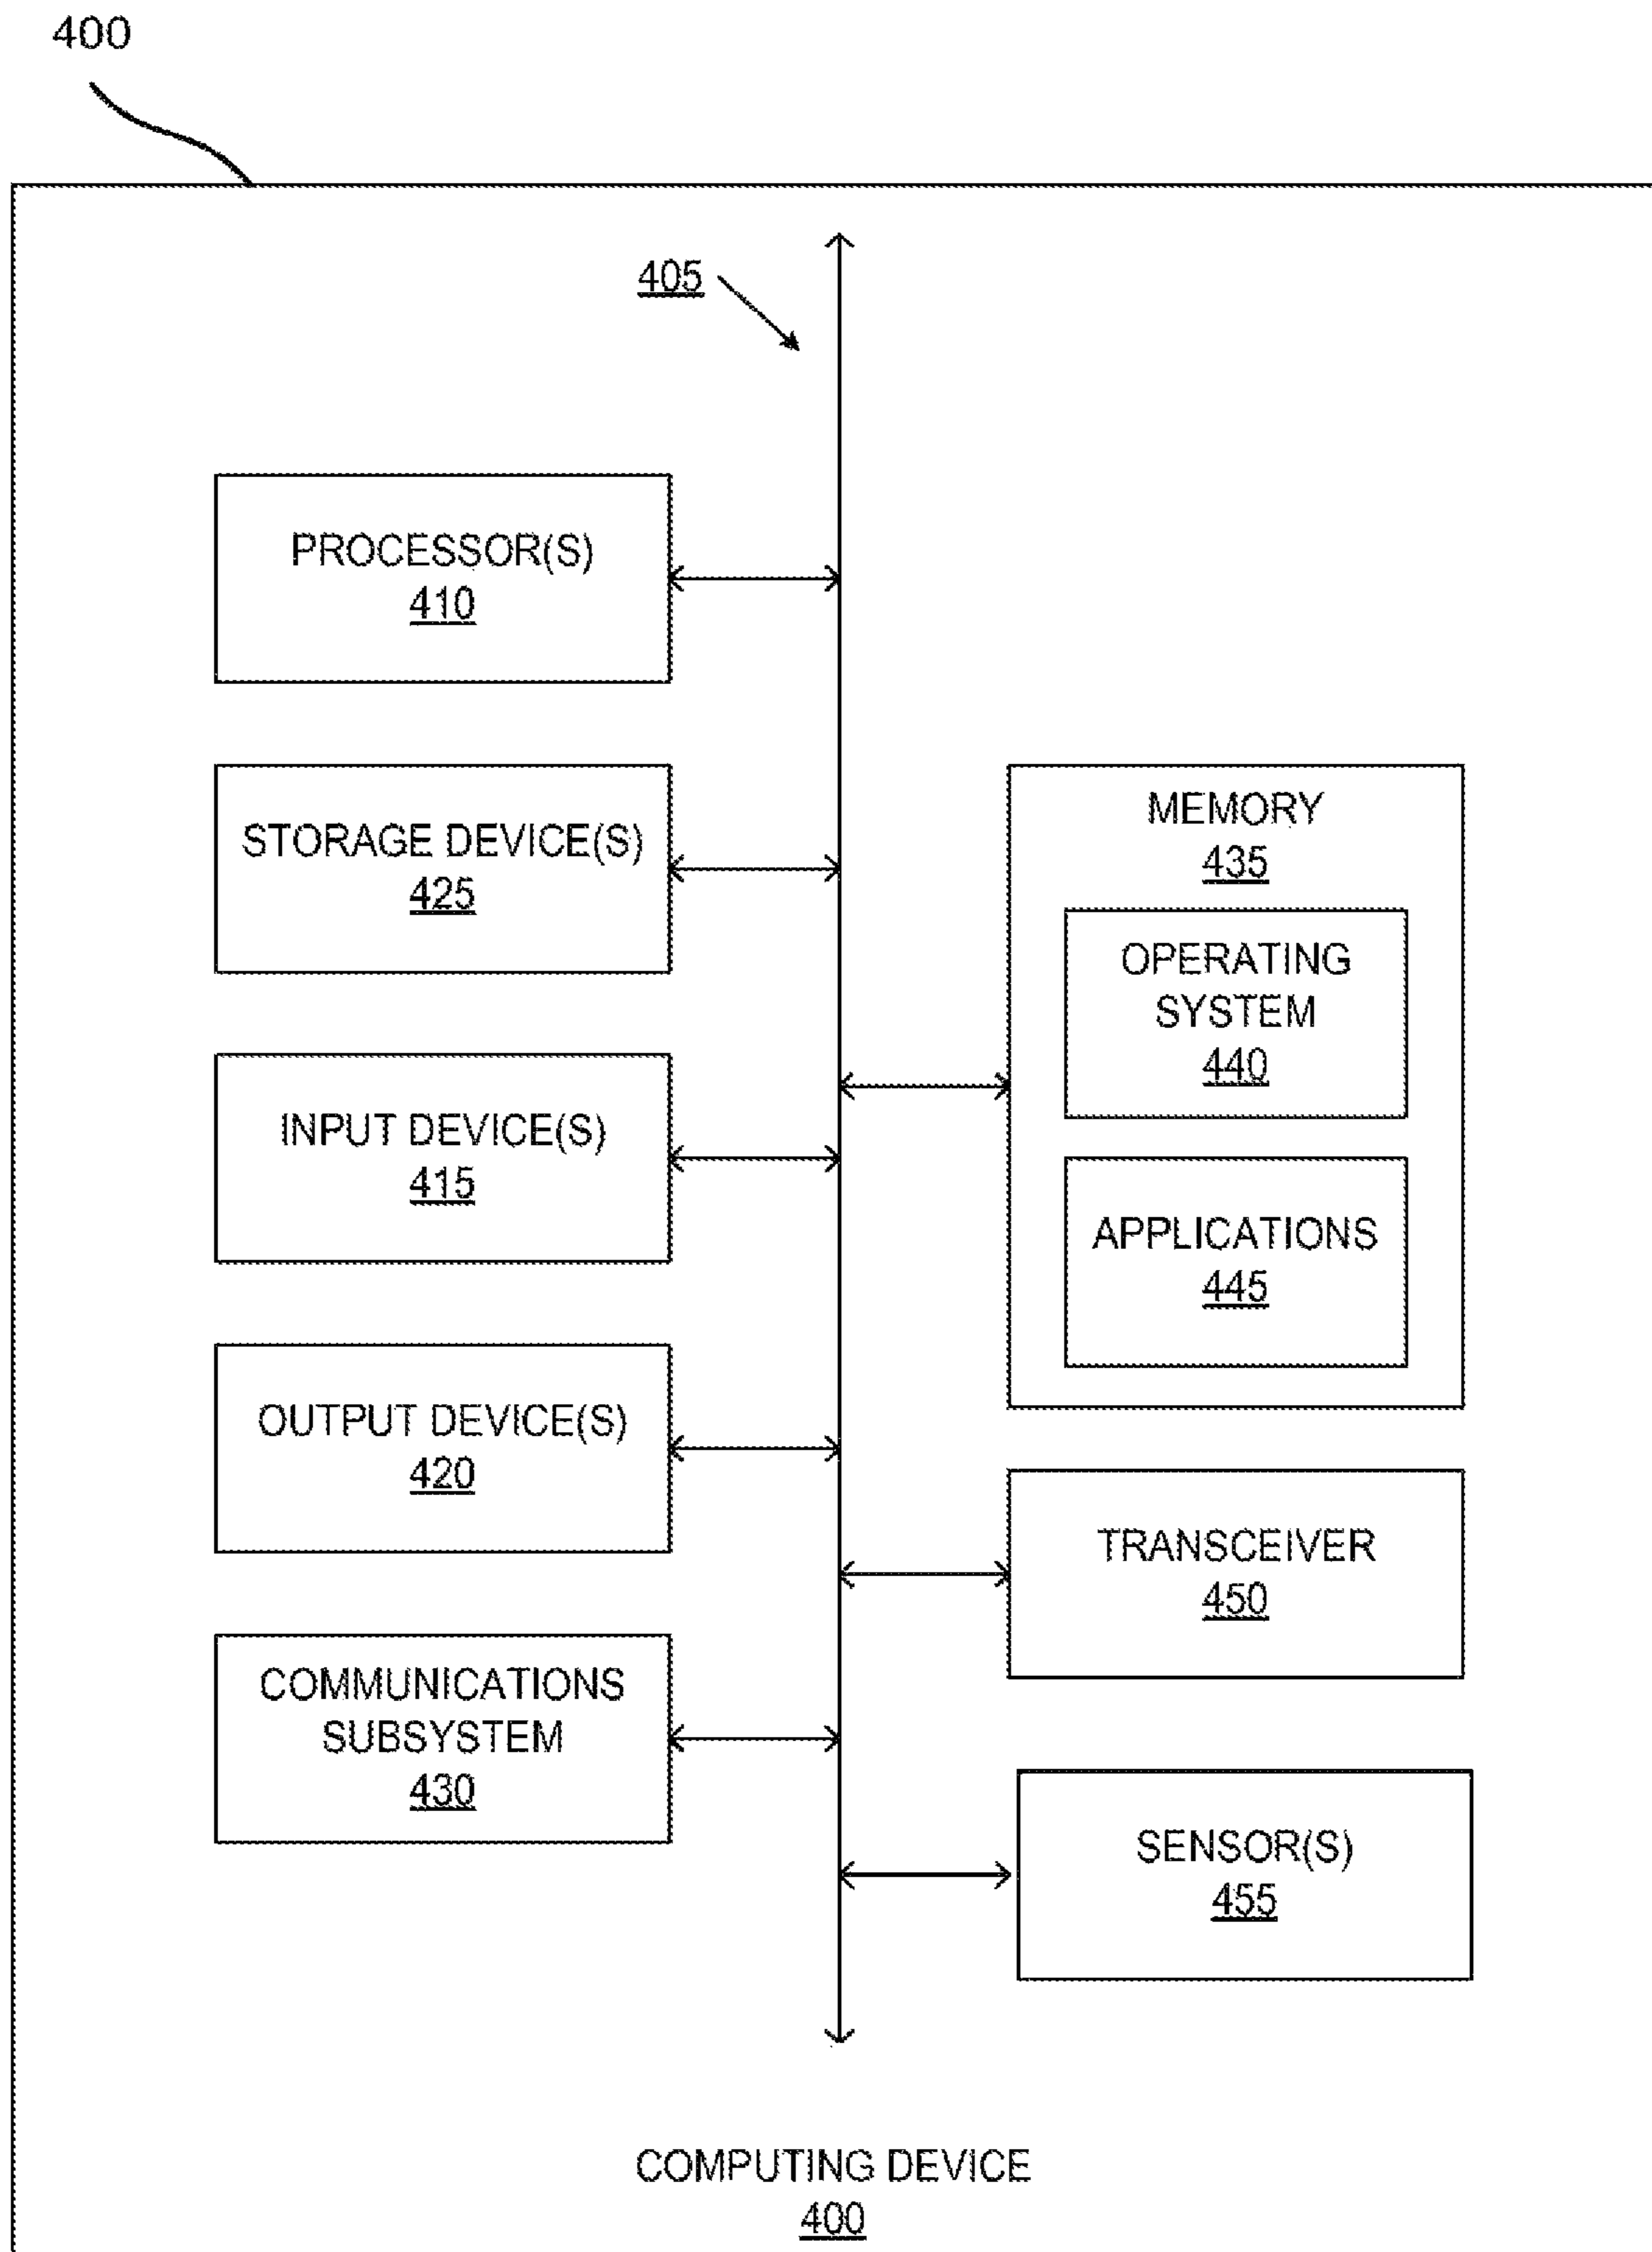 400
405
PROCESSOR(S)
410
STORAGE DEVICE(S)
425
INPUT DEVICE(S)
415
OUTPUT DEVICE(S)
420
COMMUNICATIONS
SUBSYSTEM
430
MEMORY
435
OPERATING
SYSTEM
440
APPLICATIONS
445
TRANSCEIVER
450
SENSOR(S)
455
COMPUTING DEVICE
400